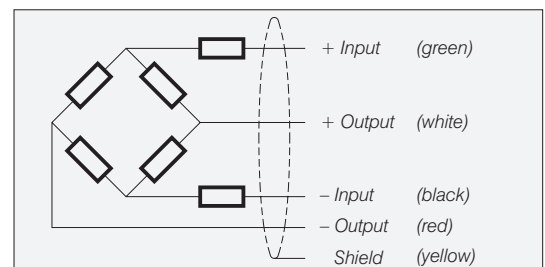 + Input (green)
+ Output (white)
– Input (black)
– Output (red)
Shield (yellow)